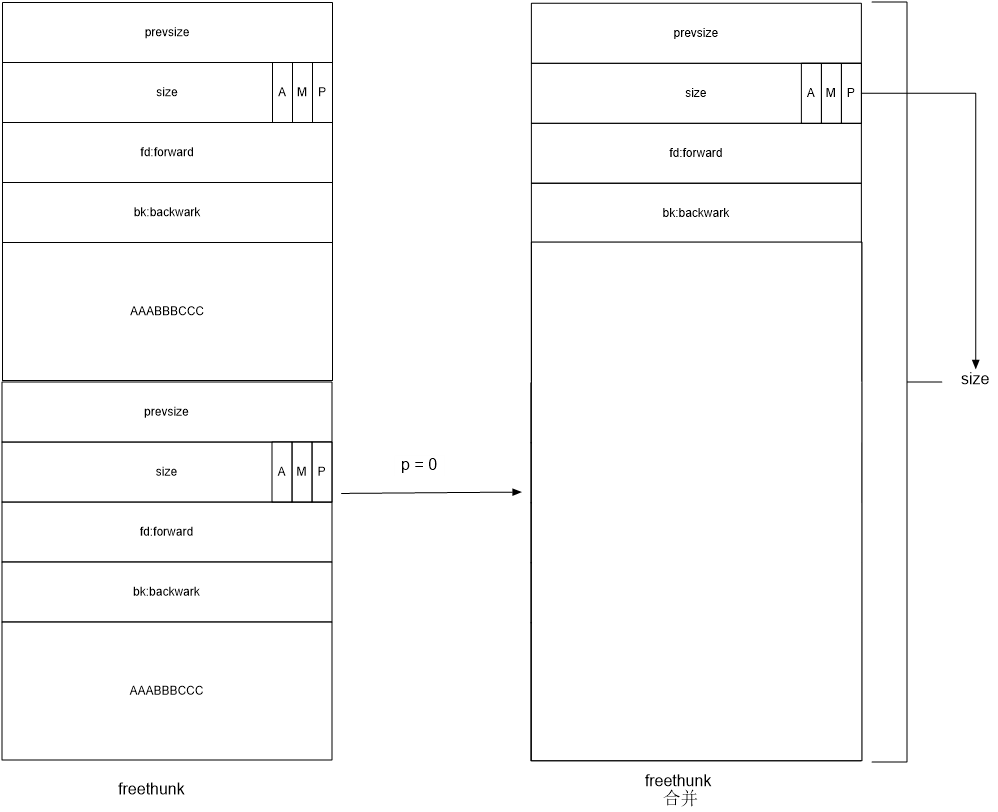 prevsize
size A M P
fd:forward
bk:backwark
AAABBBCCC
prevsize
size A M P
fd:forward
bk:backwark
AAABBBCCC
freethunk
p = 0
prevsize
size A M P
fd:forward
bk:backwark
size
freethunk
合并